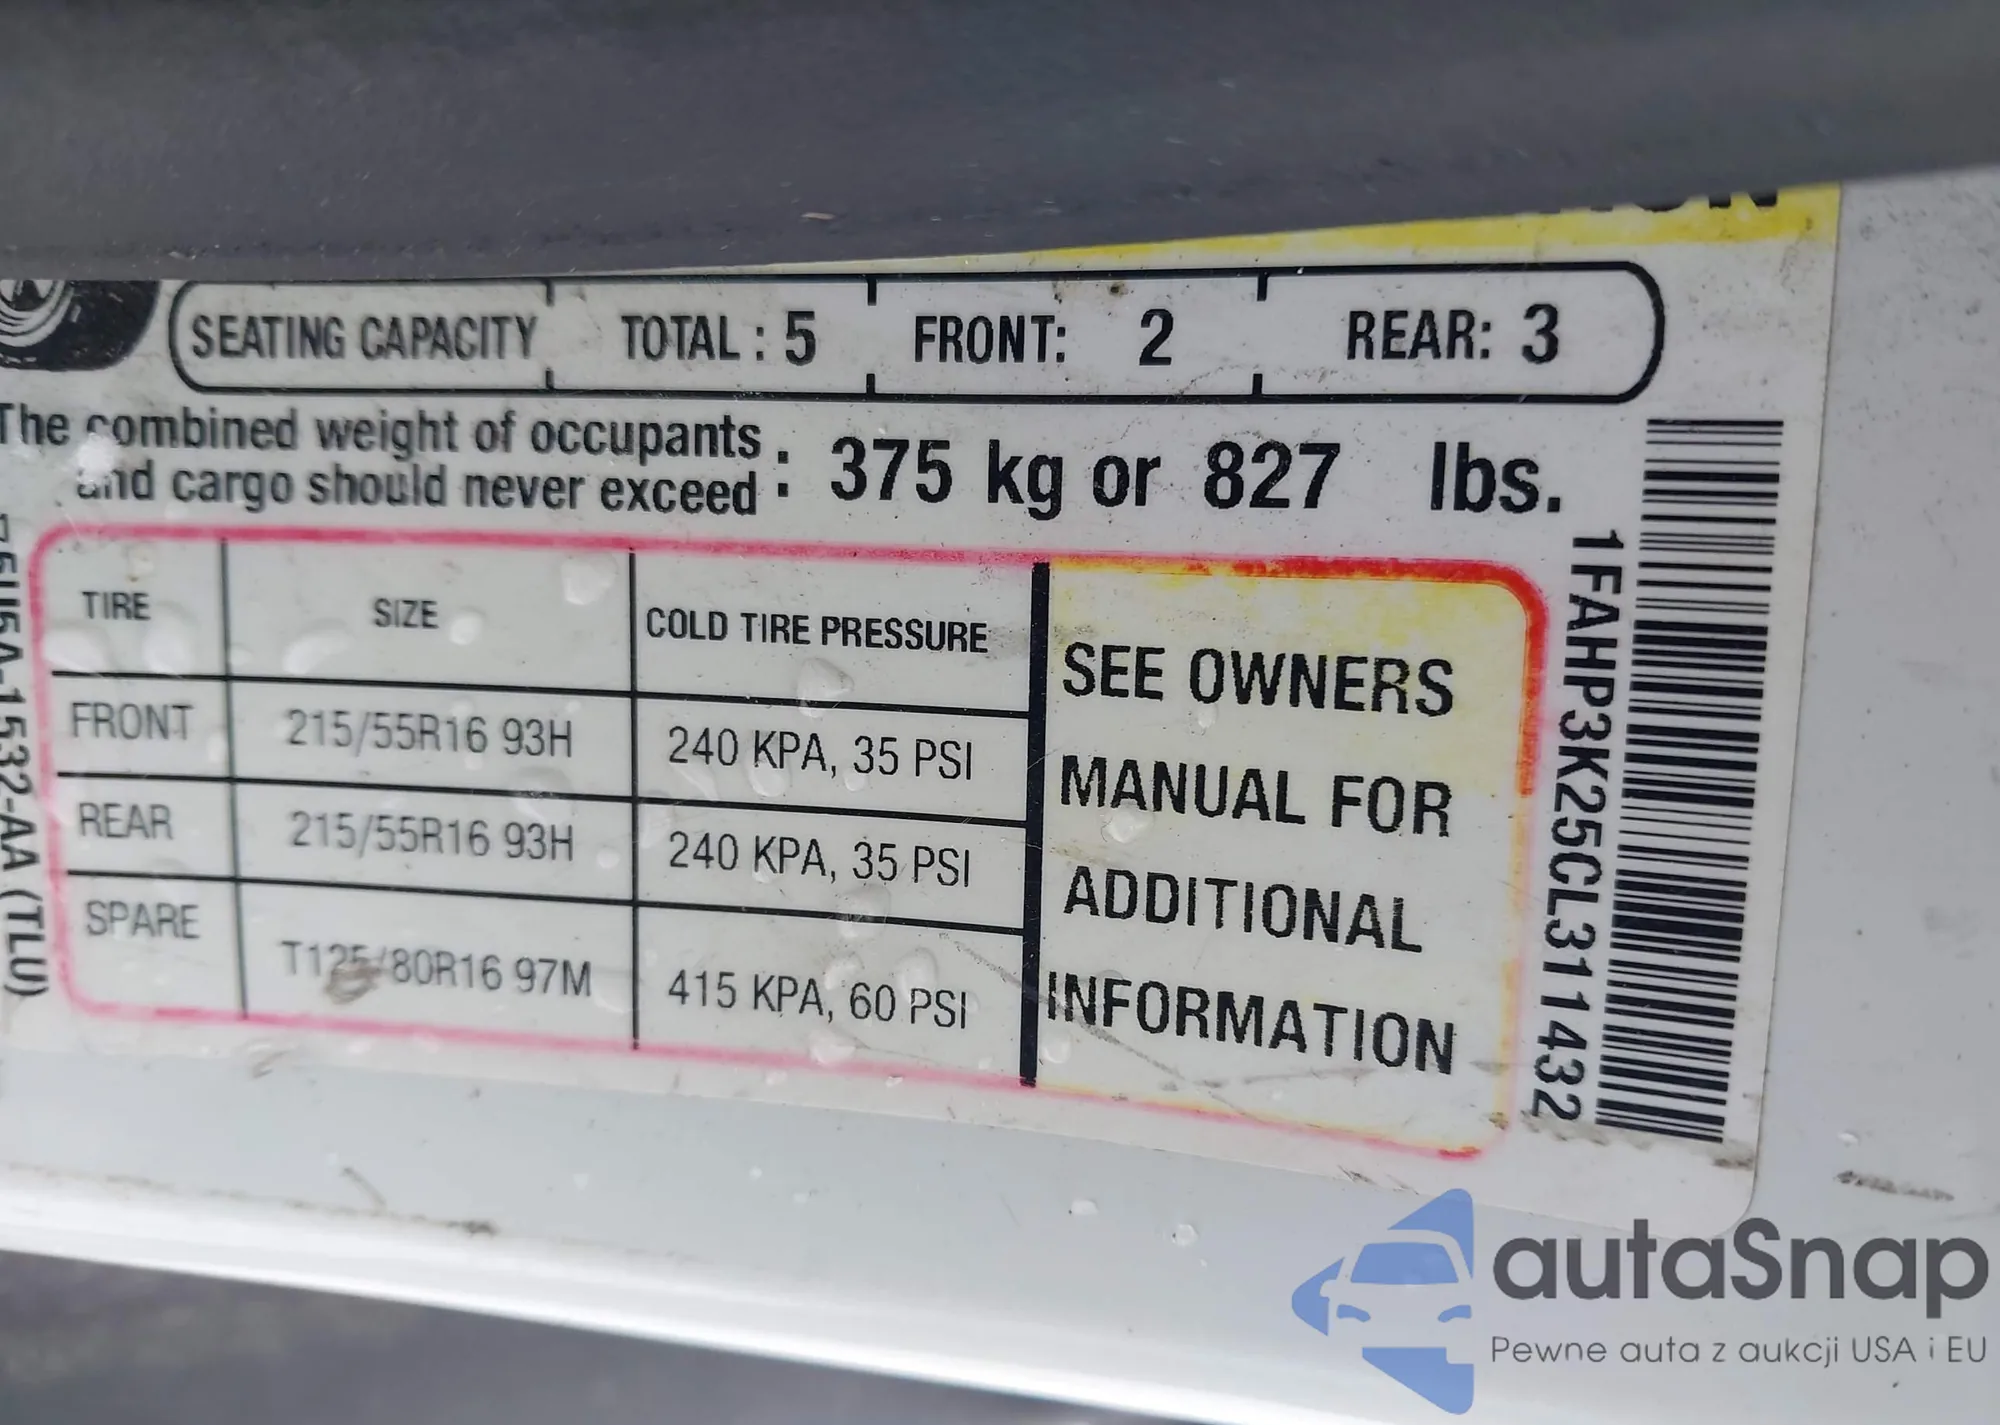 SEATING CAPACITY TOTAL : 5 FRONT: 2 REAR: 3
The combined weight of occupants
and cargo should never exceed : 375 kg or 827 lbs.
TIRE SIZE COLD TIRE PRESSURE
FRONT 215/55R16 93H 240 KPA, 35 PSI
REAR 215/55R16 93H 240 KPA, 35 PSI
SPARE T125/80R16 97M 415 KPA, 60 PSI
SEE OWNERS
MANUAL FOR
ADDITIONAL
INFORMATION
1FAHP3K25CL311432
(TLU)
autaSnap
Pewne auta z aukcji USA i EU